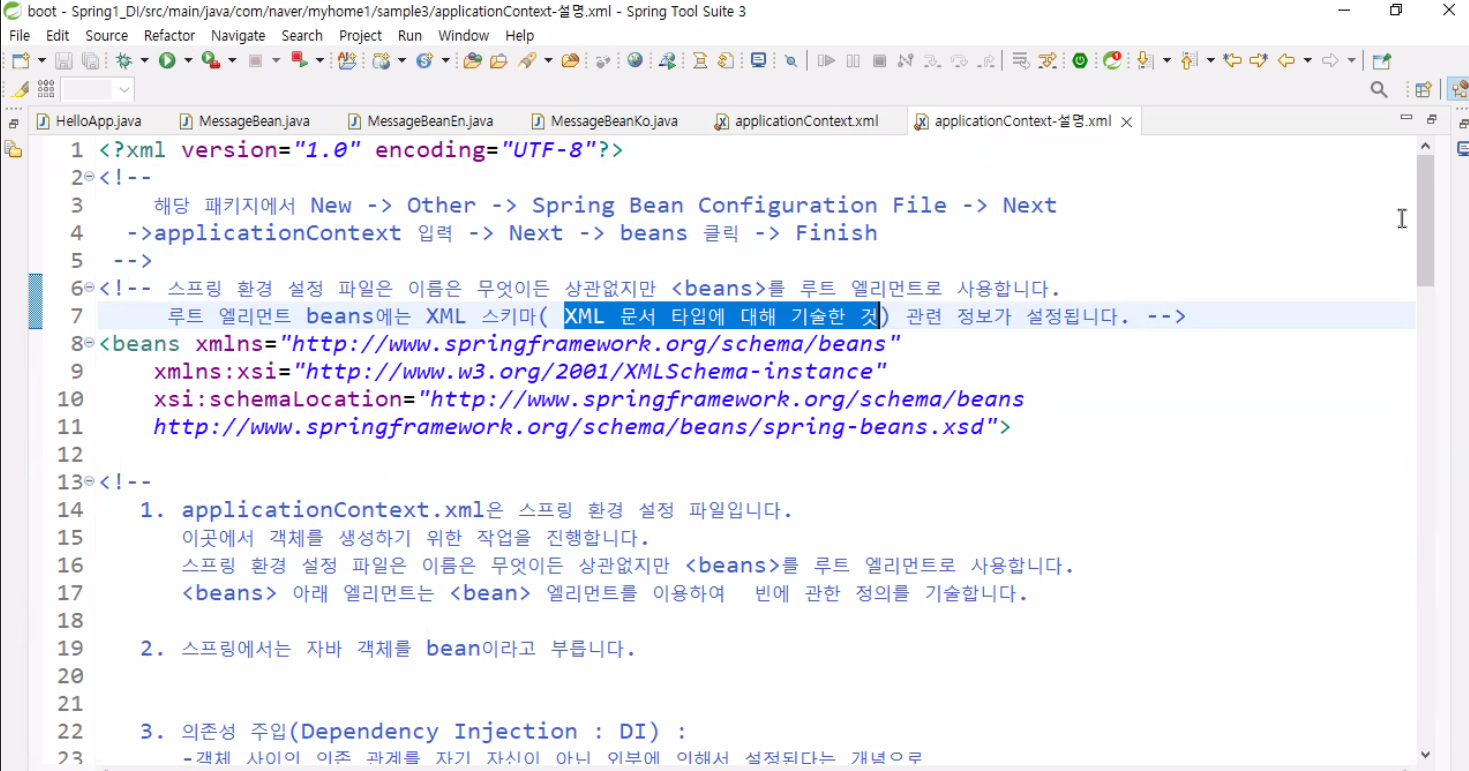 boot - Spring1_DI/src/main/java/com/naver/myhome1/sample3/applicationContext-설명.xml - Spring Tool Suite 3
File Edit Source Refactor Navigate Search Project Run Window Help
HelloApp.java MessageBean.java MessageBeanEn.java MessageBeanKo.java applicationContext.xml applicationContext-설명.xml
1 <?xml version="1.0" encoding="UTF-8"?>
2 <!--
3 해당 패키지에서 New -> Other -> Spring Bean Configuration File -> Next
4 ->applicationContext 입력 -> Next -> beans 클릭 -> Finish
5 -->
6 <!-- 스프링 환경 설정 파일은 이름은 무엇이든 상관없지만 <beans>를 루트 엘리먼트로 사용합니다.
7 루트 엘리먼트 beans에는 XML 스키마( XML 문서 타입에 대해 기술한 것) 관련 정보가 설정됩니다. -->
8 <beans xmlns="http://www.springframework.org/schema/beans"
9 xmlns:xsi="http://www.w3.org/2001/XMLSchema-instance"
10 xsi:schemaLocation="http://www.springframework.org/schema/beans
11 http://www.springframework.org/schema/beans/spring-beans.xsd">
12
13 <!--
14 1. applicationContext.xml은 스프링 환경 설정 파일입니다.
15 이곳에서 객체를 생성하기 위한 작업을 진행합니다.
16 스프링 환경 설정 파일은 이름은 무엇이든 상관없지만 <beans>를 루트 엘리먼트로 사용합니다.
17 <beans> 아래 엘리먼트는 <bean> 엘리먼트를 이용하여 빈에 관한 정의를 기술합니다.
18
19 2. 스프링에서는 자바 객체를 bean이라고 부릅니다.
20
21
22 3. 의존성 주입(Dependency Injection : DI) :
23 -객체 사이의 의존 관계를 자기 자신이 아닌 외부에 의해서 설정된다는 개념으로